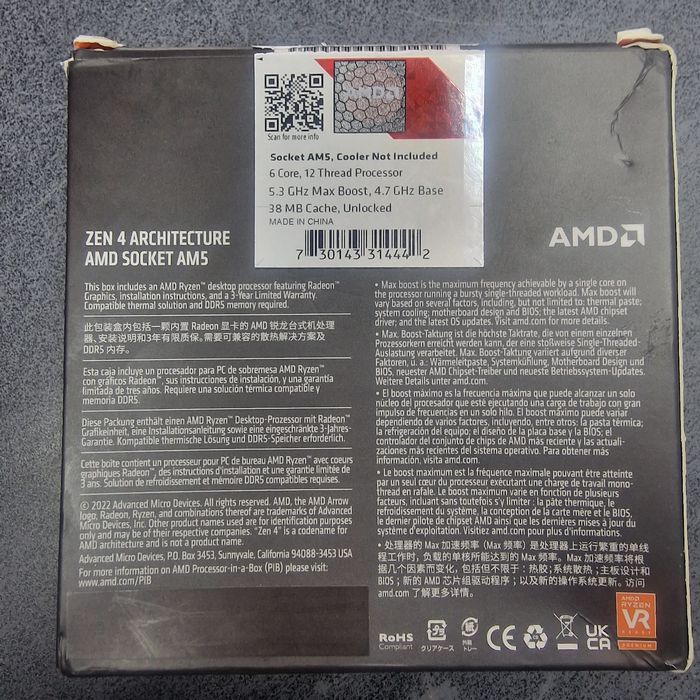 AMD
Scan for more info
Socket AM5, Cooler Not Included
6 Core, 12 Thread Processor
5.3 GHz Max Boost, 4.7 GHz Base
38 MB Cache, Unlocked
MADE IN CHINA
7 30143 31444 2
ZEN 4 ARCHITECTURE
AMD SOCKET AM5
AMD
This box includes an AMD Ryzen™ desktop processor featuring Radeon™
Graphics, installation instructions, and a 3-Year Limited Warranty.
Compatible thermal solution and DDR5 memory required.
此包装盒内包括一颗内置 Radeon 显卡的 AMD 锐龙台式机处理
器、安装说明和3年有限质保。需要可兼容的散热解决方案及
DDR5 内存。
Esta caja incluye un procesador para PC de sobremesa AMD Ryzen™
con gráficos Radeon™, sus instrucciones de instalación, y una garantía
limitada de tres años. Requiere una solución térmica compatible y
memoria DDR5.
Diese Packung enthält einen AMD Ryzen™ Desktop-Prozessor mit Radeon™
Grafikeinheit, eine Installationsanleitung sowie eine eingeschränkte 3-Jahres-
Garantie. Kompatible thermische Lösung und DDR5-Speicher erforderlich.
Cette boite contient un processeur pour PC de bureau AMD Ryzen™ avec cœurs
graphiques Radeon™, des instructions d'installation et une garantie limitée de
3 ans. Solution de refroidissement et mémoire DDR5 compatibles requises.
© 2022 Advanced Micro Devices. All rights reserved. AMD, the AMD Arrow
logo, Radeon, Ryzen, and combinations thereof are trademarks of Advanced
Micro Devices, Inc. Other product names used are for identification purposes
only and may be of their respective companies. "Zen 4" is a codename for
AMD architecture and is not a product name.
Advanced Micro Devices, P.O. Box 3453, Sunnyvale, California 94088-3453 USA
For more information on AMD Processor-in-a-Box (PIB) please visit:
www.amd.com/PIB
• Max boost is the maximum frequency achievable by a single core on
the processor running a bursty single-threaded workload. Max boost will
vary based on several factors, including, but not limited to: thermal paste;
system cooling; motherboard design and BIOS; the latest AMD chipset
driver; and the latest OS updates. Visit amd.com for more details.
• Max. Boost-Taktung ist die höchste Taktrate, die von einem einzelnen
Prozessorkern erreicht werden kann, der eine stoßweise Single-Threaded-
Auslastung verarbeitet. Max. Boost-Taktung variiert aufgrund diverser
Faktoren, u. a.: Wärmeleitpaste, Systemkühlung, Motherboard Design und
BIOS, neuester AMD Chipset-Treiber und neueste Betriebssystem-Updates.
Weitere Details unter amd.com.
• El boost máximo es la frecuencia máxima que puede alcanzar un solo
núcleo del procesador que esté ejecutando una carga de trabajo con gran
impulso de frecuencias en un solo hilo. El boost máximo puede variar
dependiendo de varios factores, incluyendo, entre otros: la pasta térmica;
la refrigeración del equipo; el diseño de la placa base y la BIOS; el
controlador del conjunto de chips de AMD más reciente y las actuali-
zaciones más recientes del sistema operativo. Para obtener más
información, visita amd.com.
• Le boost maximum est la fréquence maximale pouvant être atteinte
par un seul cœur du processeur exécutant une charge de travail mono-
thread en rafale. Le boost maximum varie en fonction de plusieurs
facteurs, incluant sans toutefois s'y limiter : la pâte thermique, le
refroidissement du système, la conception de la carte mère et le BIOS,
le dernier pilote de chipset AMD ainsi que les dernières mises à jour du
système d'exploitation. Visitez amd.com pour plus d'informations.
• 处理器的 Max 加速频率 (Max 频率) 是处理器上运行繁重的单线
程工作时，负载的单核所能达到的 Max 频率。Max 加速频率将根
据几个因素而变化，包括但不限于：热胶；系统散热；主板设计和
BIOS；新的 AMD 芯片组驱动程序；以及新的操作系统更新。访问
amd.com 了解更多详情。
RoHS
Compliant
プラ
クリアケース
紙
外箱
トレー
CE
UK
CA
AMD
RYZEN
VR
READY
PREMIUM